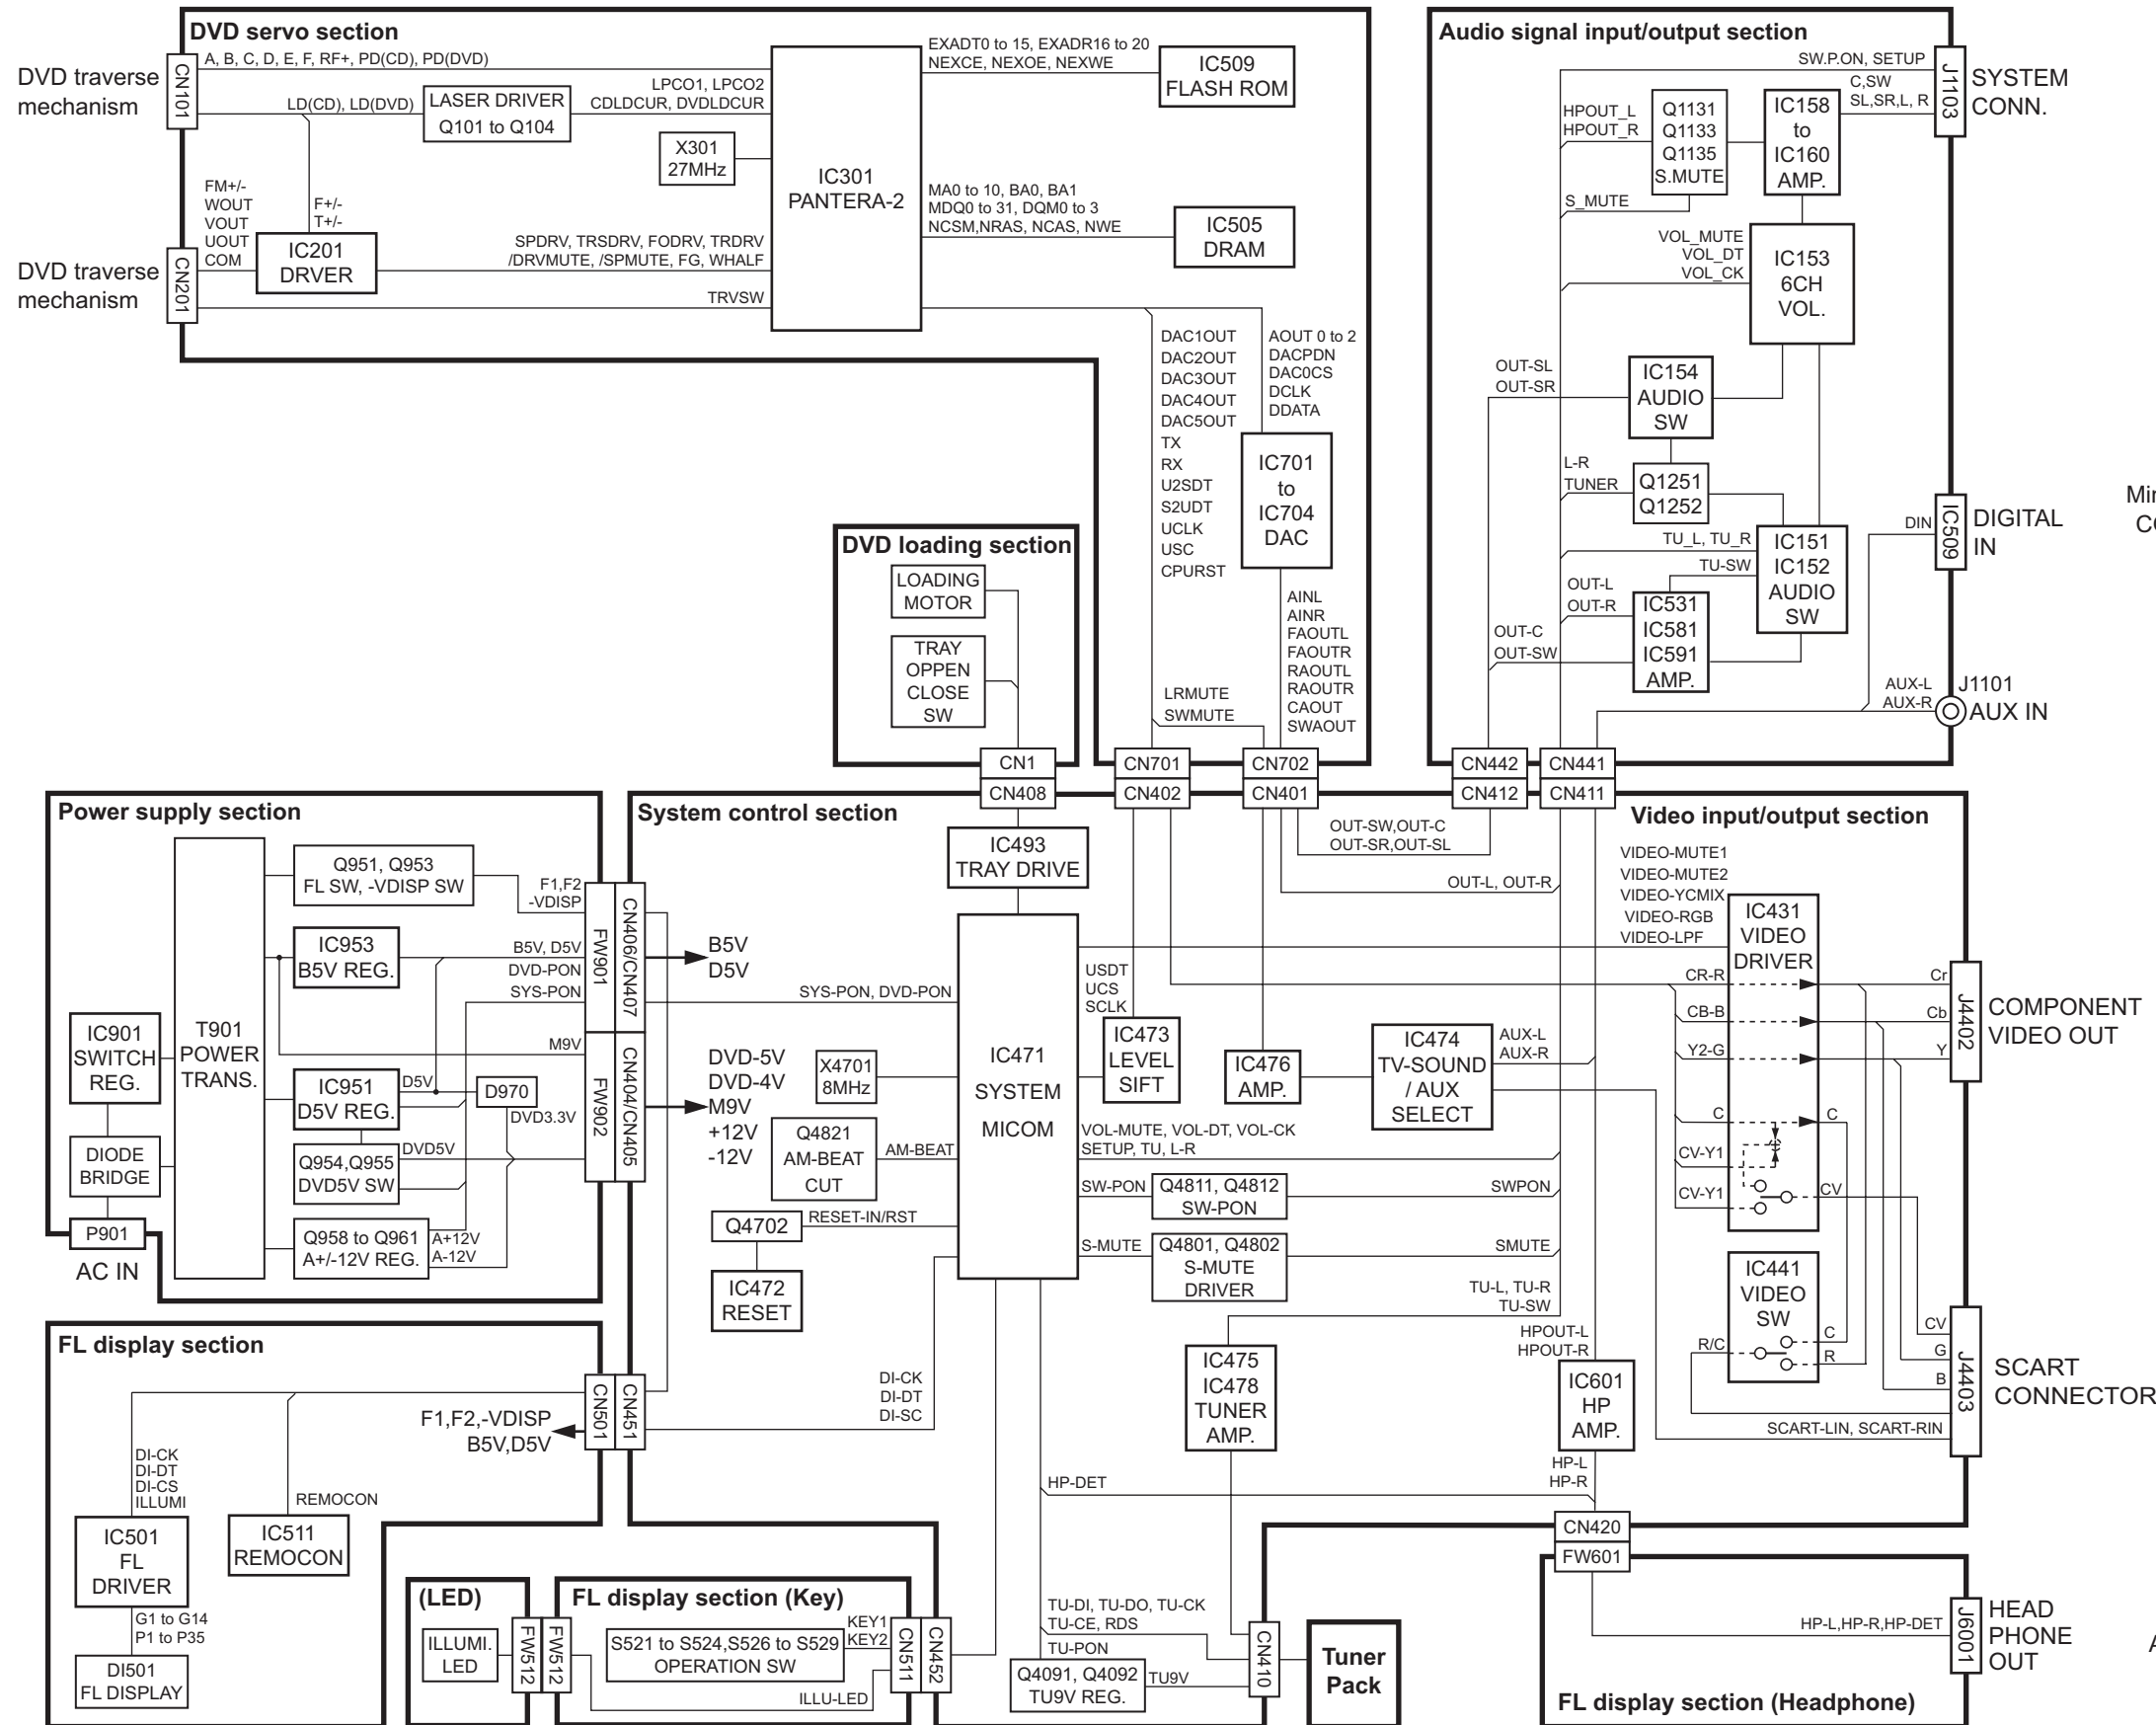 DVD servo section
DVD traverse
mechanism
CN101
A, B, C, D, E, F, RF+, PD(CD), PD(DVD)
LD(CD), LD(DVD)
LASER DRIVER
Q101 to Q104
LPCO1, LPCO2
CDLDCUR, DVDLDCUR
X301
27MHz
IC301
PANTERA-2
EXADT0 to 15, EXADR16 to 20
NEXCE, NEXOE, NEXWE
IC509
FLASH ROM
MA0 to 10, BA0, BA1
MDQ0 to 31, DQM0 to 3
NCSM,NRAS, NCAS, NWE
IC505
DRAM
FM+/-
WOUT
VOUT
UOUT
COM
F+/-
T+/-
IC201
DRVER
DVD traverse
mechanism
CN201
SPDRV, TRSDRV, FODRV, TRDRV
/DRVMUTE, /SPMUTE, FG, WHALF
TRVSW
DAC1OUT
DAC2OUT
DAC3OUT
DAC4OUT
DAC5OUT
TX
RX
U2SDT
S2UDT
UCLK
USC
CPURST
AOUT 0 to 2
DACPDN
DAC0CS
DCLK
DDATA
IC701
to
IC704
DAC
AINL
AINR
FAOUTL
FAOUTR
RAOUTL
RAOUTR
CAOUT
SWAOUT
LRMUTE
SWMUTE
CN701
CN702
DVD loading section
LOADING
MOTOR
TRAY
OPPEN
CLOSE
SW
CN1
Audio signal input/output section
SW.P.ON, SETUP
C,SW
SL,SR,L, R
J1103
SYSTEM
CONN.
HPOUT_L
HPOUT_R
Q1131
Q1133
Q1135
S.MUTE
IC158
to
IC160
AMP.
S_MUTE
VOL_MUTE
VOL_DT
VOL_CK
IC153
6CH
VOL.
OUT-SL
OUT-SR
IC154
AUDIO
SW
L-R
TUNER
Q1251
Q1252
TU_L, TU_R
TU-SW
IC151
IC152
AUDIO
SW
OUT-L
OUT-R
IC531
IC581
IC591
AMP.
OUT-C
OUT-SW
DIN
IC509
DIGITAL
IN
AUX-L
AUX-R
J1101
AUX IN
CN442
CN441
Power supply section
Q951, Q953
FL SW, -VDISP SW
F1,F2
-VDISP
IC953
B5V REG.
B5V, D5V
DVD-PON
SYS-PON
M9V
IC901
SWITCH
REG.
T901
POWER
TRANS.
IC951
D5V REG.
D5V
D970
DVD3.3V
DIODE
BRIDGE
Q954,Q955
DVD5V SW
DVD5V
Q958 to Q961
A+/-12V REG.
A+12V
A-12V
P901
AC IN
FW901
FW902
CN406/CN407
CN404/CN405
System control section
CN408
CN402
CN401
CN412
CN411
B5V
D5V
DVD-5V
DVD-4V
M9V
+12V
-12V
IC493
TRAY DRIVE
SYS-PON, DVD-PON
IC471
SYSTEM
MICOM
X4701
8MHz
Q4821
AM-BEAT
CUT
AM-BEAT
Q4702
RESET-IN/RST
IC472
RESET
USDT
UCS
SCLK
IC473
LEVEL
SIFT
IC476
AMP.
IC474
TV-SOUND
/ AUX
SELECT
AUX-L
AUX-R
OUT-SW,OUT-C
OUT-SR,OUT-SL
OUT-L, OUT-R
VOL-MUTE, VOL-DT, VOL-CK
SETUP, TU, L-R
SW-PON
Q4811, Q4812
SW-PON
SWPON
S-MUTE
Q4801, Q4802
S-MUTE
DRIVER
SMUTE
TU-L, TU-R
TU-SW
IC475
IC478
TUNER
AMP.
HPOUT-L
HPOUT-R
IC601
HP
AMP.
HP-L
HP-R
HP-DET
DI-CK
DI-DT
DI-SC
Video input/output section
VIDEO-MUTE1
VIDEO-MUTE2
VIDEO-YCMIX
VIDEO-RGB
VIDEO-LPF
IC431
VIDEO
DRIVER
CR-R
CB-B
Y2-G
C
CV-Y1
CV-Y1
C
CV
Cr
Cb
Y
J4402
COMPONENT
VIDEO OUT
IC441
VIDEO
SW
R/C
C
R
CV
G
B
J4403
SCART
CONNECTOR
SCART-LIN, SCART-RIN
FL display section
CN501
CN451
F1,F2,-VDISP
B5V,D5V
DI-CK
DI-DT
DI-CS
ILLUMI
REMOCON
IC501
FL
DRIVER
IC511
REMOCON
G1 to G14
P1 to P35
DI501
FL DISPLAY
(LED)
ILLUMI.
LED
FW512
FW512
FL display section (Key)
S521 to S524,S526 to S529
OPERATION SW
KEY1
KEY2
ILLU-LED
CN511
CN452
TU-DI, TU-DO, TU-CK
TU-CE, RDS
TU-PON
Q4091, Q4092
TU9V REG.
TU9V
CN410
Tuner
Pack
CN420
FW601
HP-L,HP-R,HP-DET
J6001
HEAD
PHONE
OUT
FL display section (Headphone)